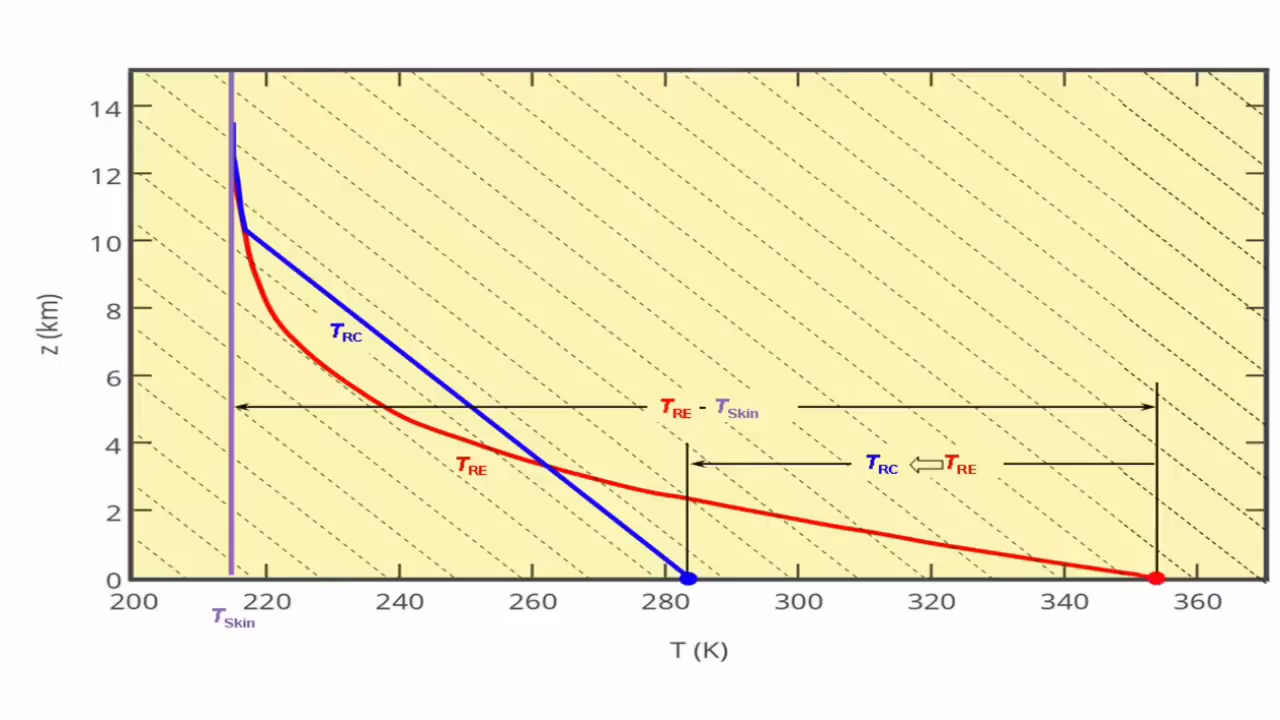 14
12
10
8
6
4
2
0
z (km)
T_RC
T_RE - T_Skin
T_RC ⇐ T_RE
T_RE
200 220 240 260 280 300 320 340 360
T_Skin
T (K)